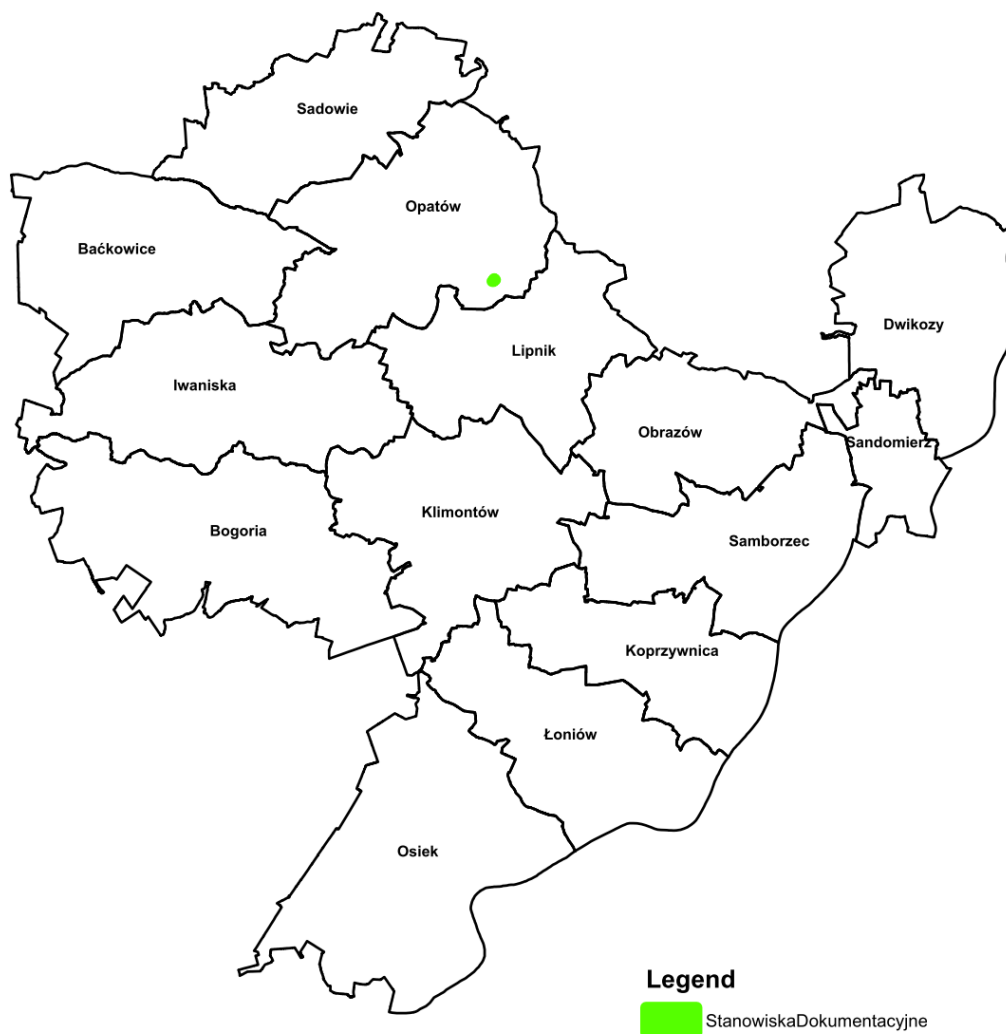 Sadowie
Opatów
Baćkowice
Dwikozy
Lipnik
Iwaniska
Obrazów
Sandomierz
Klimontów
Bogoria
Samborzec
Koprzywnica
Łoniów
Osiek
Legend
StanowiskaDokumentacyjne